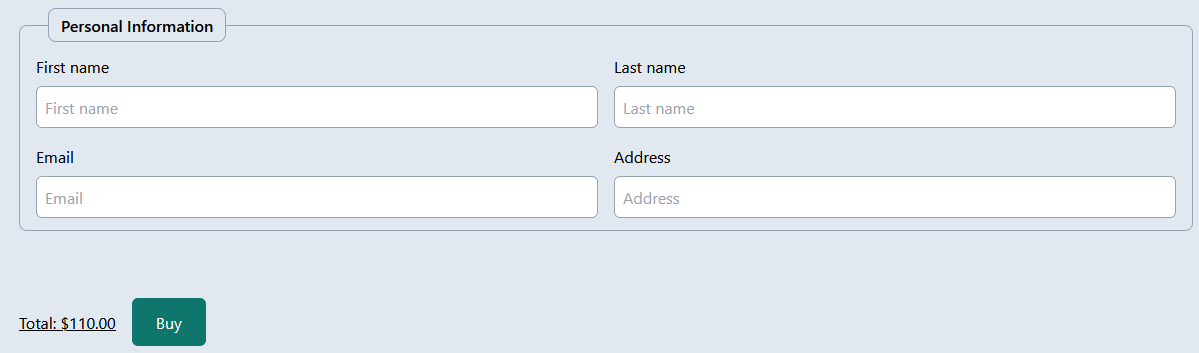 Personal Information
First name Last name
First name Last name
Email Address
Email Address
Total: $110.00 Buy